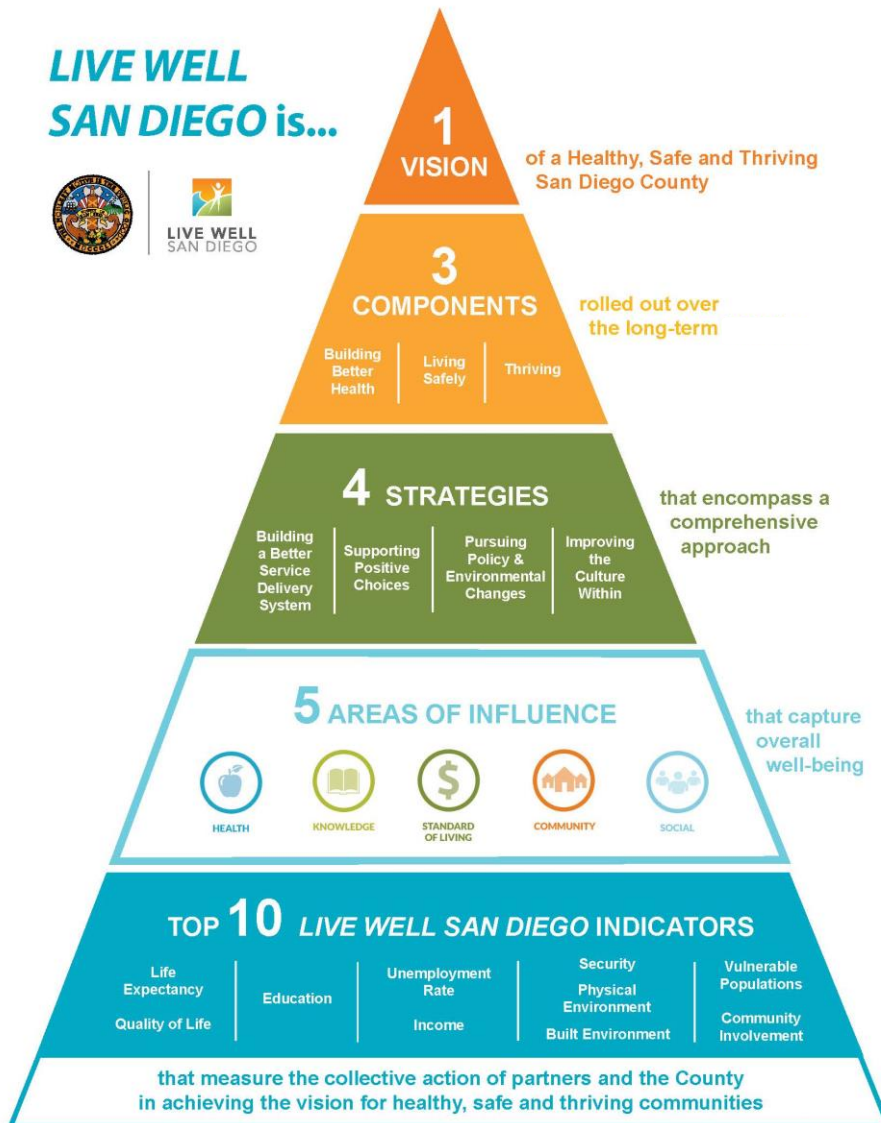 LIVE WELL
SAN DIEGO is...
LIVE WELL
SAN DIEGO
1
VISION
of a Healthy, Safe and Thriving
San Diego County
3
COMPONENTS
rolled out over
the long-term
Building
Better
Health
Living
Safely
Thriving
4 STRATEGIES
that encompass a
comprehensive
approach
Building
a Better
Service
Delivery
System
Supporting
Positive
Choices
Pursuing
Policy &
Environmental
Changes
Improving
the
Culture
Within
5 AREAS OF INFLUENCE
that capture
overall
well-being
HEALTH
KNOWLEDGE
STANDARD
OF LIVING
COMMUNITY
SOCIAL
TOP 10 LIVE WELL SAN DIEGO INDICATORS
Life
Expectancy
Quality of Life
Education
Unemployment
Rate
Income
Security
Physical
Environment
Built Environment
Vulnerable
Populations
Community
Involvement
that measure the collective action of partners and the County
in achieving the vision for healthy, safe and thriving communities